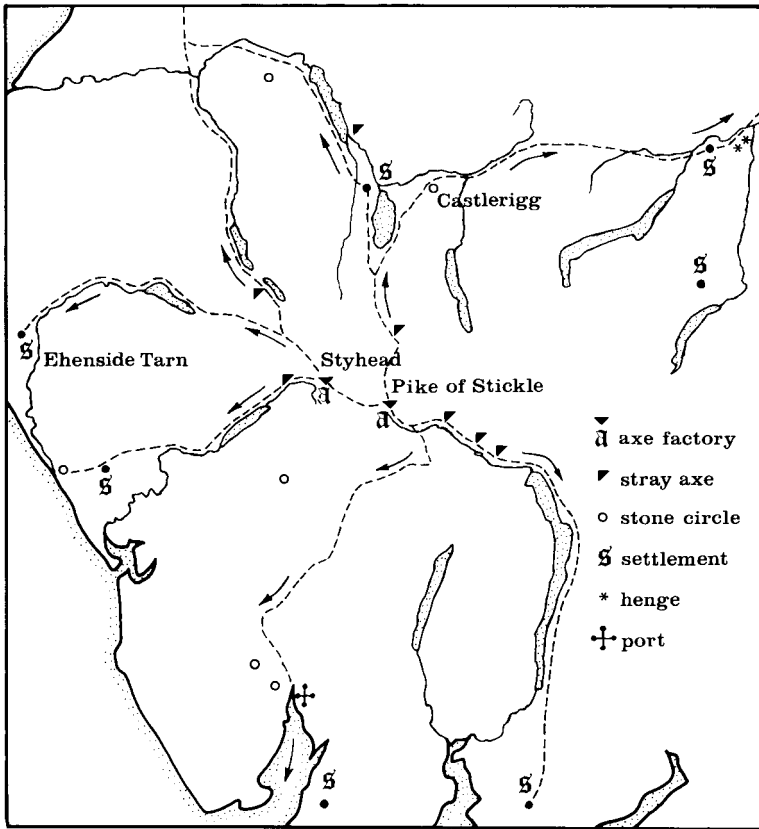 S
Castlerigg
S
S
S
Ehenside Tarn
Styhead
a
Pike of Stickle
a
S
a axe factory
stray axe
stone circle
S settlement
* henge
port
S
S